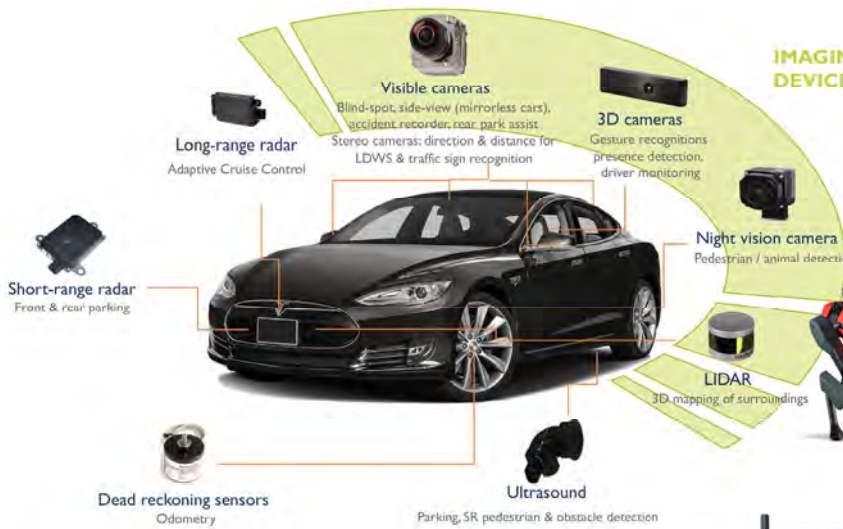 IMAGIN
DEVICE
Visible cameras
Blind-spot, side-view (mirrorless cars),
accident recorder, rear park assist
Stereo cameras: direction & distance for
LDWS & traffic sign recognition
3D cameras
Gesture recognitions
presence detection,
driver monitoring
Long-range radar
Adaptive Cruise Control
Night vision camera
Pedestrian / animal detectio
Short-range radar
Front & rear parking
LIDAR
3D mapping of surroundings
Dead reckoning sensors
Odometry
Ultrasound
Parking, SR pedestrian & obstacle detection